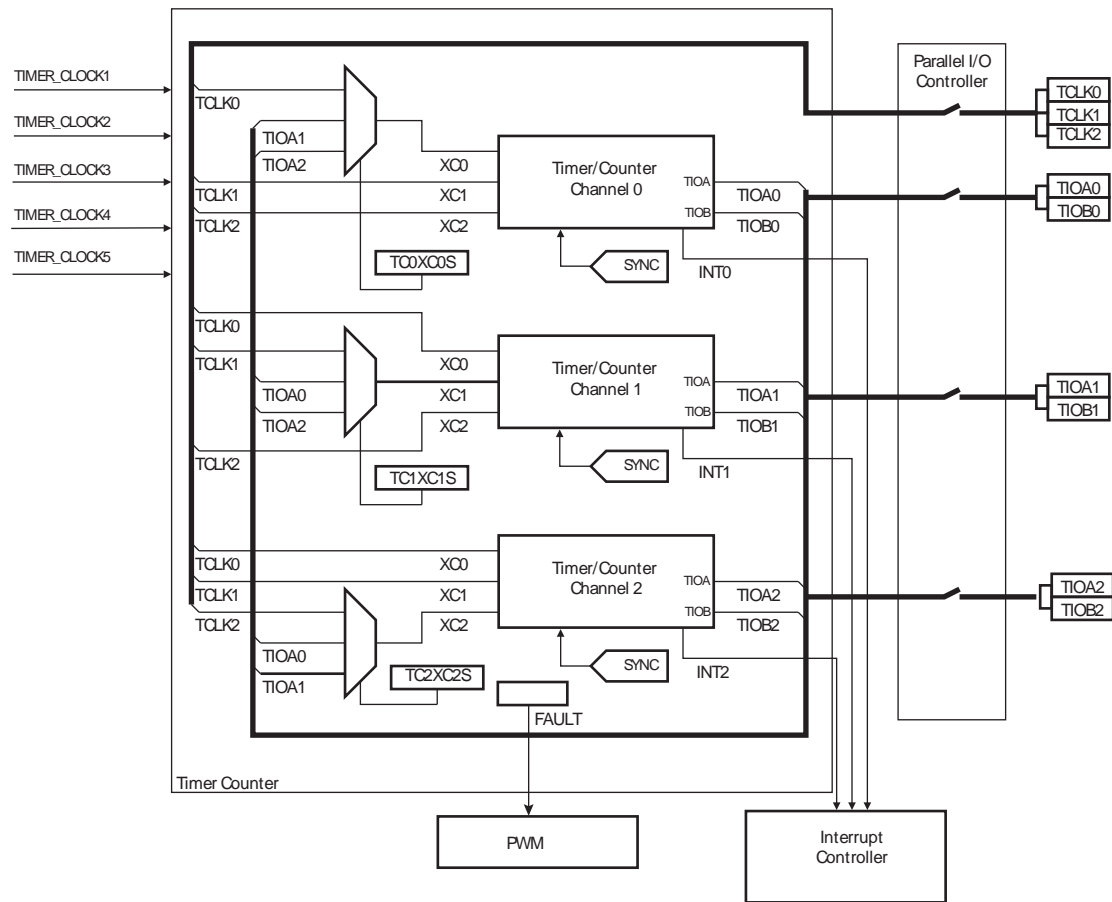 TIMER_CLOCK1
TIMER_CLOCK2
TIMER_CLOCK3
TIMER_CLOCK4
TIMER_CLOCK5
TCLK0
TIOA1
TIOA2
TCLK1
TCLK2
XC0
XC1
XC2
TC0XC0S
Timer/Counter
Channel 0
TIOA
TIOB
TIOA0
TIOB0
SYNC
INT0
TCLK0
TCLK1
TIOA0
TIOA2
TCLK2
XC0
XC1
XC2
TC1XC1S
Timer/Counter
Channel 1
TIOA
TIOB
TIOA1
TIOB1
SYNC
INT1
TCLK0
TCLK1
TCLK2
TIOA0
TIOA1
XC0
XC1
XC2
TC2XC2S
Timer/Counter
Channel 2
TIOA
TIOB
TIOA2
TIOB2
SYNC
INT2
FAULT
Timer Counter
PWM
Interrupt
Controller
Parallel I/O
Controller
TCLK0
TCLK1
TCLK2
TIOA0
TIOB0
TIOA1
TIOB1
TIOA2
TIOB2